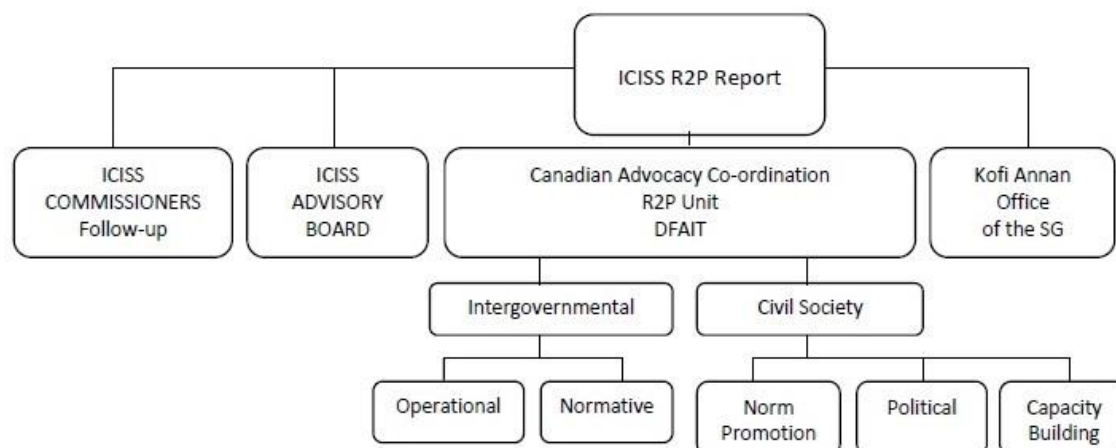 ICISS R2P Report
ICISS
COMMISSIONERS
Follow-up
ICISS
ADVISORY
BOARD
Canadian Advocacy Co-ordination
R2P Unit
DFAIT
Kofi Annan
Office
of the SG
Intergovernmental
Civil Society
Operational
Normative
Norm
Promotion
Political
Capacity
Building